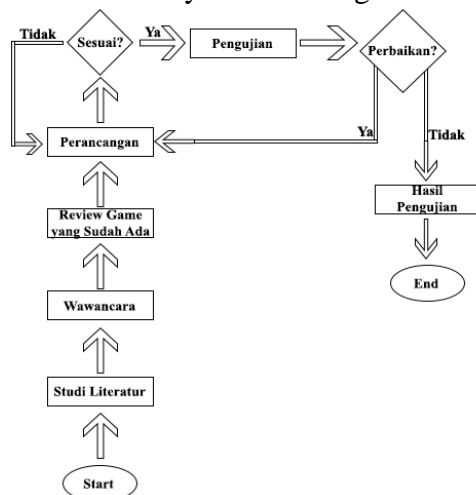 Tidak
Sesuai?
Ya
Pengujian
Perbaikan?
Ya
Tidak
Perancangan
Hasil
Pengujian
Review Game
yang Sudah Ada
End
Wawancara
Studi Literatur
Start